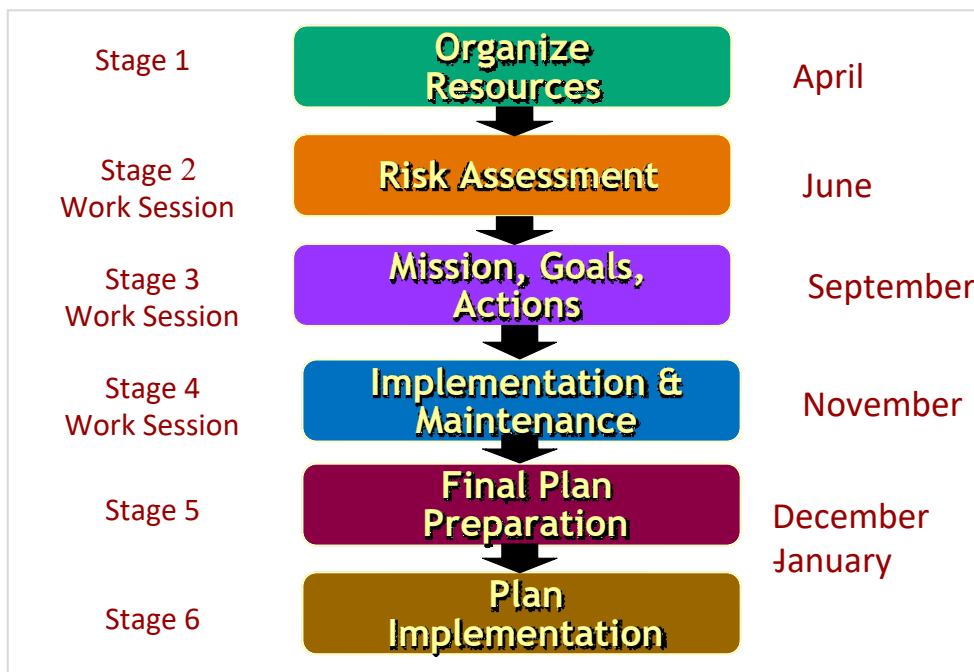 Stage 1
Organize
Resources
April
Stage 2
Work Session
Risk Assessment
June
Stage 3
Work Session
Mission, Goals,
Actions
September
Stage 4
Work Session
Implementation &
Maintenance
November
Stage 5
Final Plan
Preparation
December
January
Stage 6
Plan
Implementation